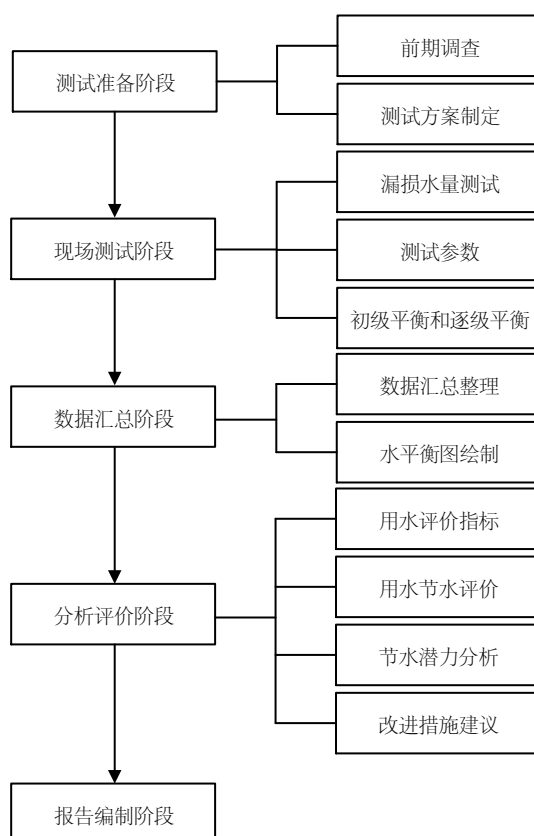 测试准备阶段
前期调查
测试方案制定
现场测试阶段
漏损水量测试
测试参数
初级平衡和逐级平衡
数据汇总阶段
数据汇总整理
水平衡图绘制
分析评价阶段
用水评价指标
用水节水评价
节水潜力分析
改进措施建议
报告编制阶段